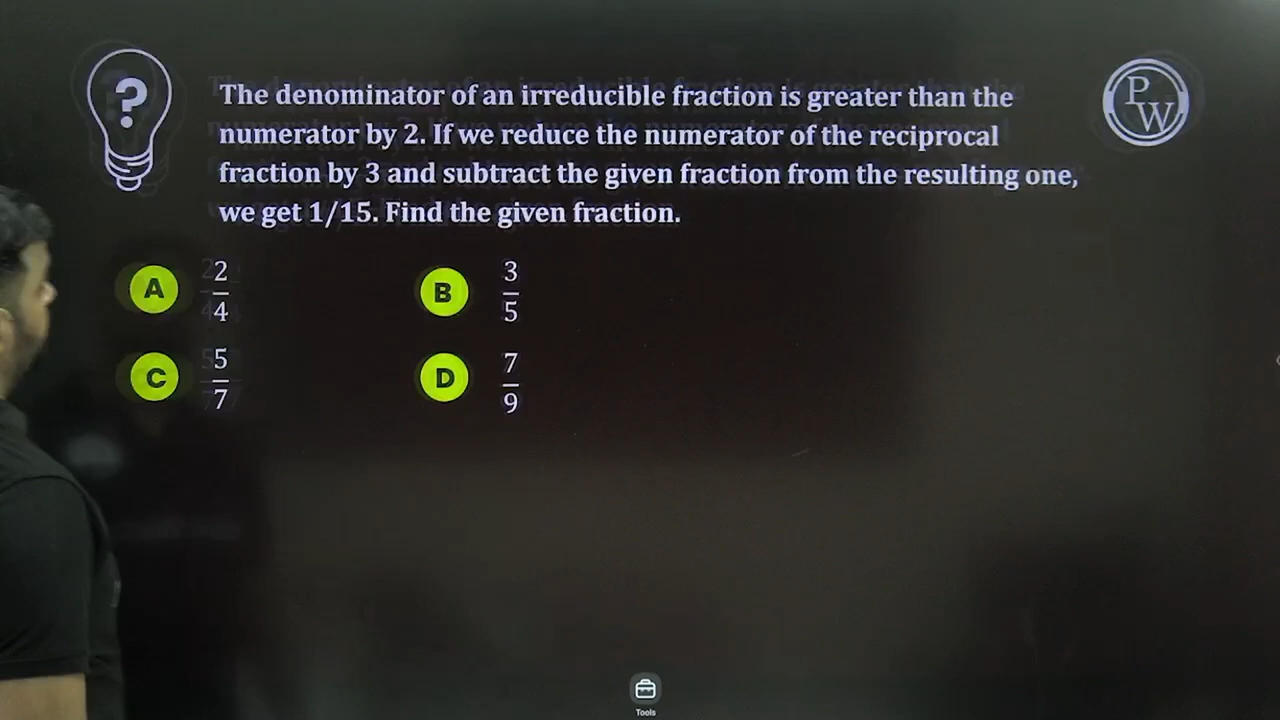 ?
The denominator of an irreducible fraction is greater than the
numerator by 2. If we reduce the numerator of the reciprocal
fraction by 3 and subtract the given fraction from the resulting one,
we get 1/15. Find the given fraction.
PW
A 2/4
B 3/5
C 5/7
D 7/9
Tools